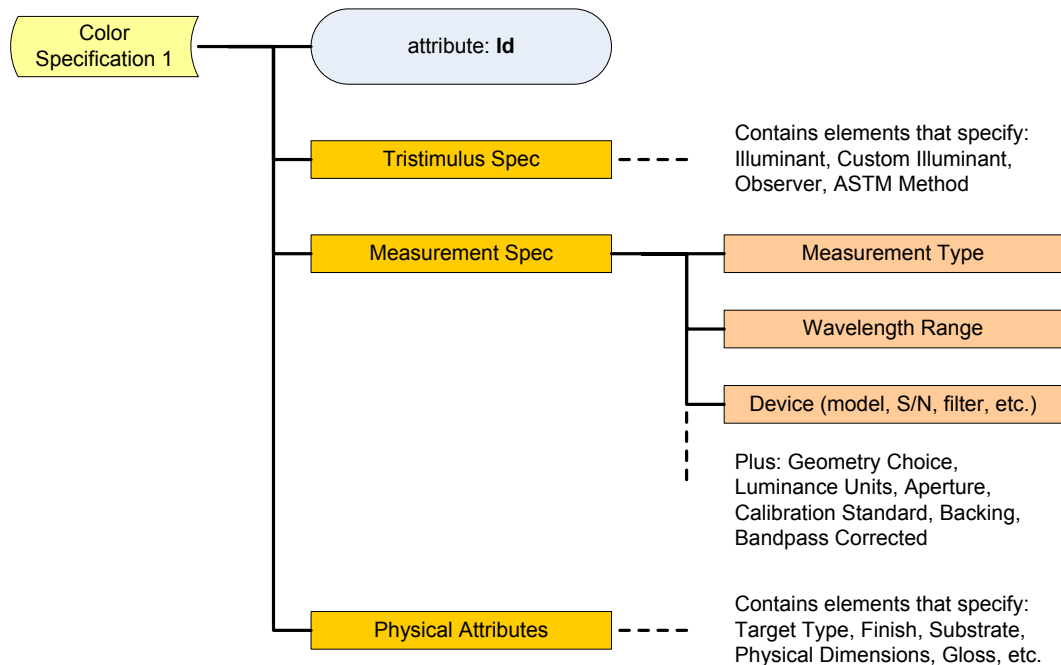 Color
Specification 1
attribute: Id
Tristimulus Spec
Contains elements that specify:
Illuminant, Custom Illuminant,
Observer, ASTM Method
Measurement Spec
Measurement Type
Wavelength Range
Device (model, S/N, filter, etc.)
Plus: Geometry Choice,
Luminance Units, Aperture,
Calibration Standard, Backing,
Bandpass Corrected
Physical Attributes
Contains elements that specify:
Target Type, Finish, Substrate,
Physical Dimensions, Gloss, etc.